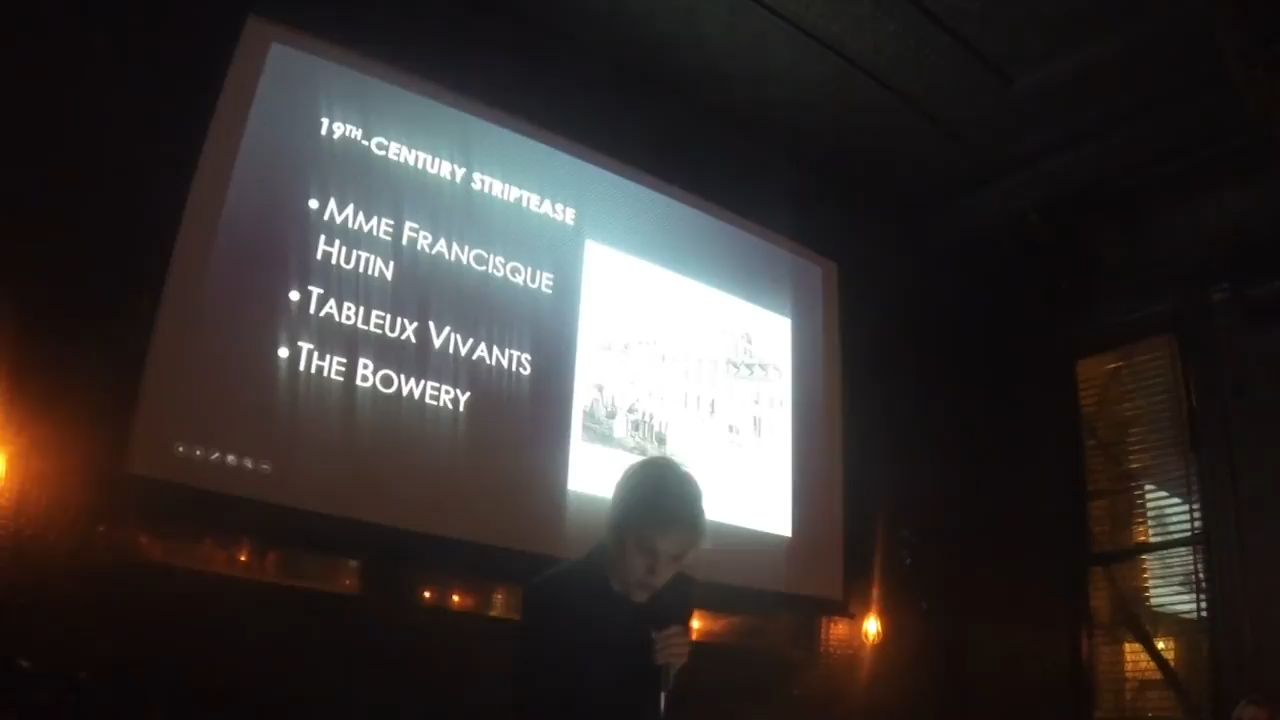 19TH-CENTURY STRIPTEASE
• MME FRANCISQUE
HUTIN
• TABLEUX VIVANTS
• THE BOWERY